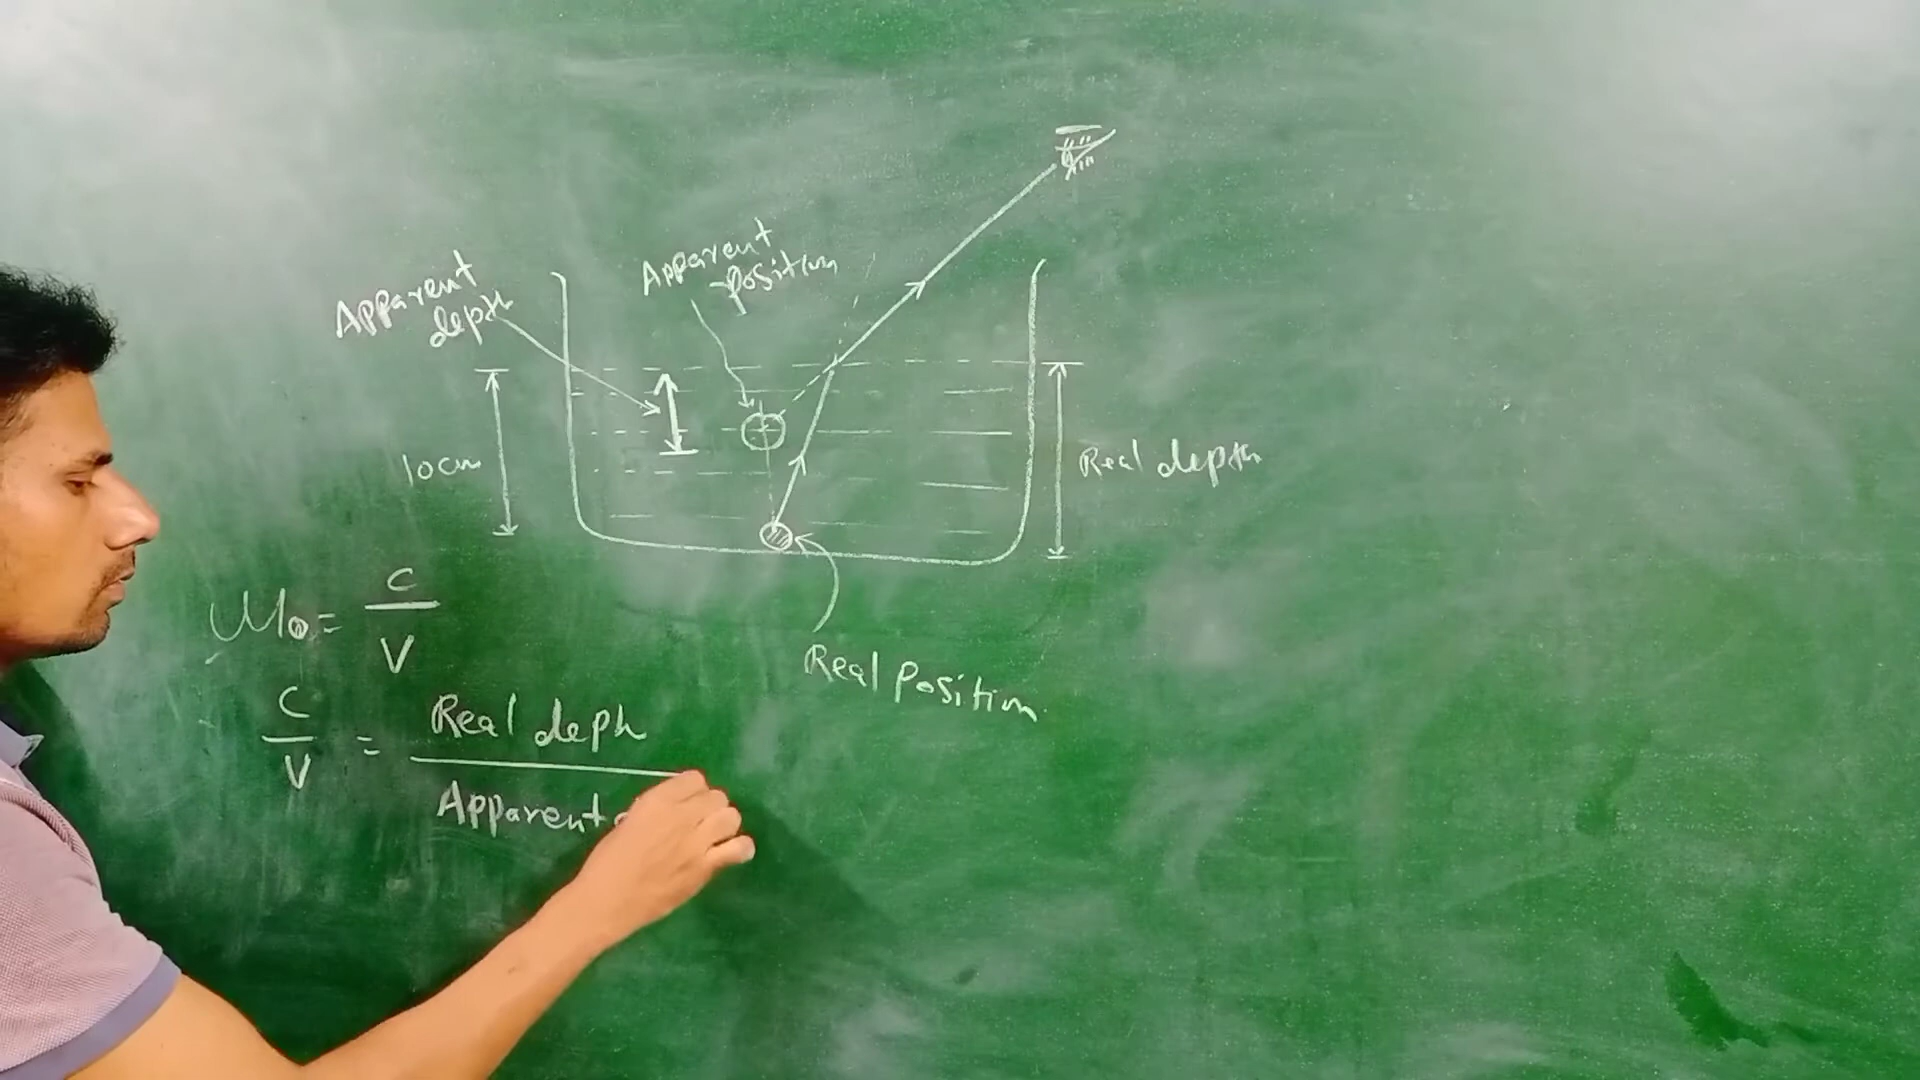 Apparent
depth
Apparent
position
10cm
Real depth
Real Position
= C
V
C
V
=
Real deph
Apparent